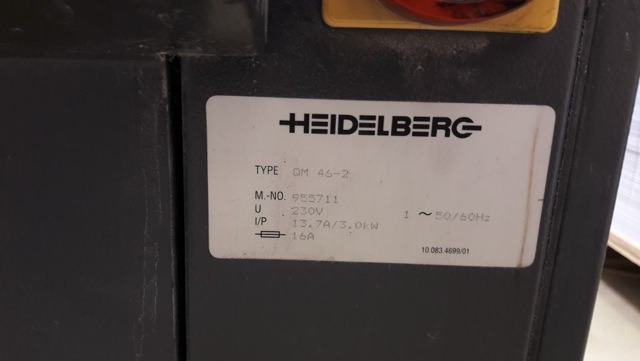 HEIDELBERG
TYPE QM 46-2
M.-NO. 955711
U 230V 1 ~ 50/60Hz
I/P 13.7A/3.0kW
16A
10.083.4699/01